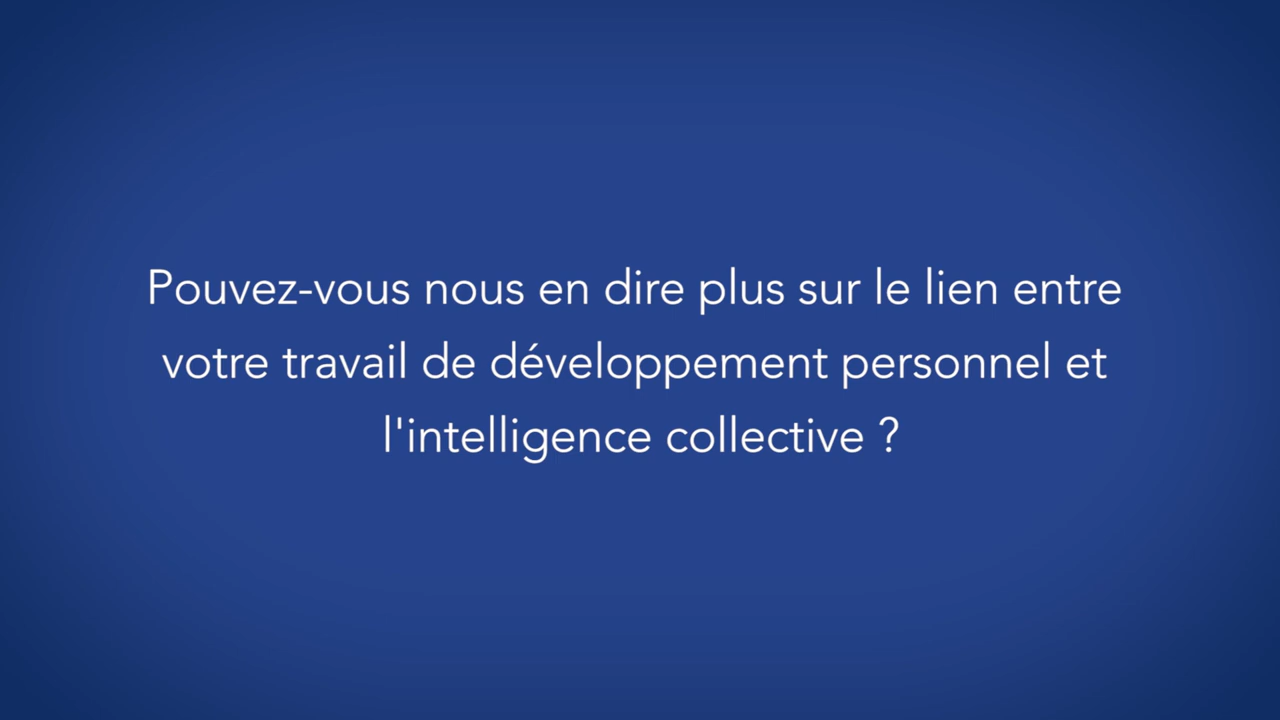 Pouvez-vous nous en dire plus sur le lien entre
votre travail de développement personnel et
l'intelligence collective ?